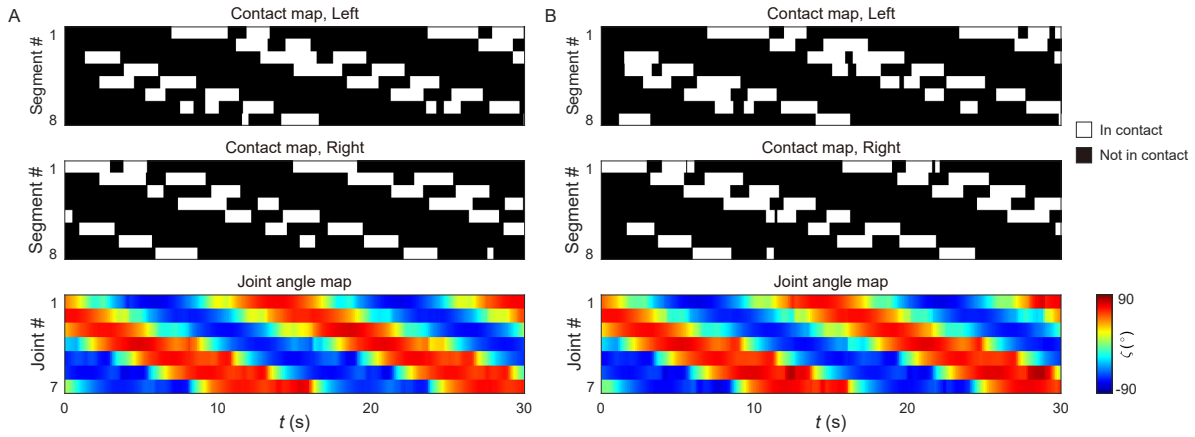 A
Contact map, Left
Segment #
1
8
Contact map, Right
Segment #
1
8
Joint angle map
Joint #
1
7
0
10
20
30
t (s)
B
Contact map, Left
Segment #
1
8
Contact map, Right
Segment #
1
8
Joint angle map
Joint #
1
7
0
10
20
30
t (s)
In contact
Not in contact
90
ζ (°)
-90